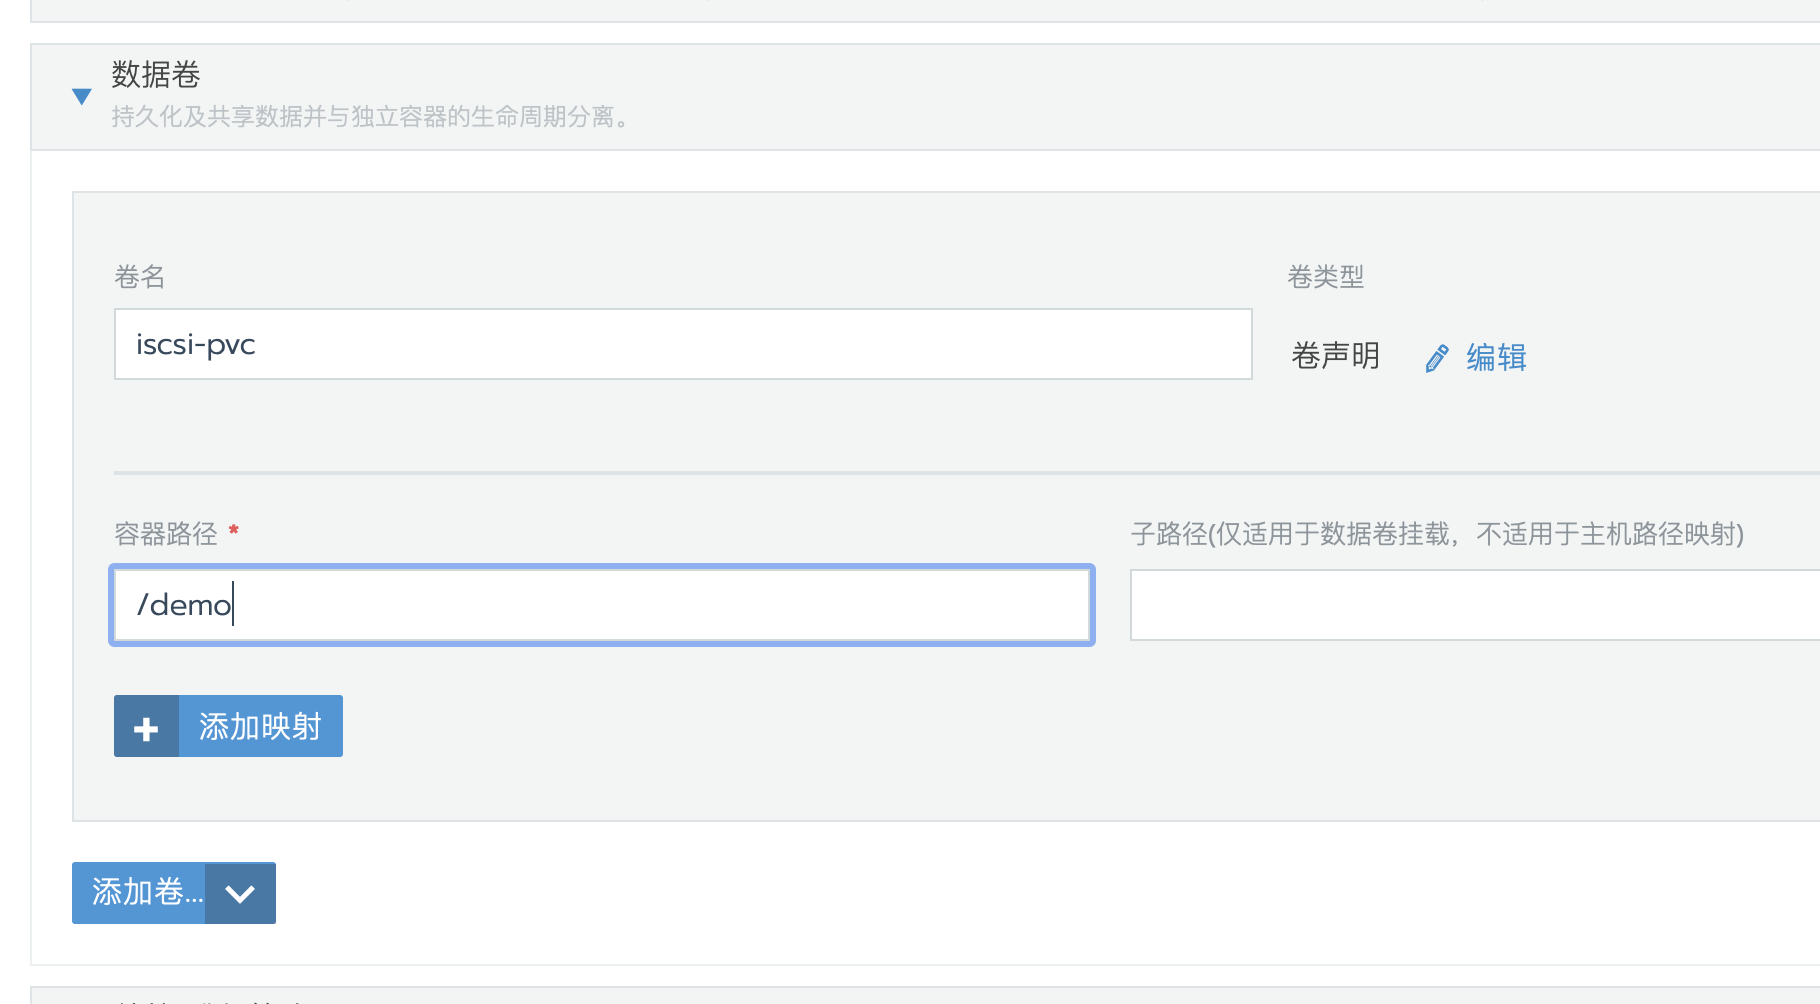 数据卷
持久化及共享数据并与独立容器的生命周期分离。
卷名
卷类型
iscsi-pvc
卷声明
编辑
容器路径 *
子路径(仅适用于数据卷挂载，不适用于主机路径映射)
/demo
添加映射
添加卷...